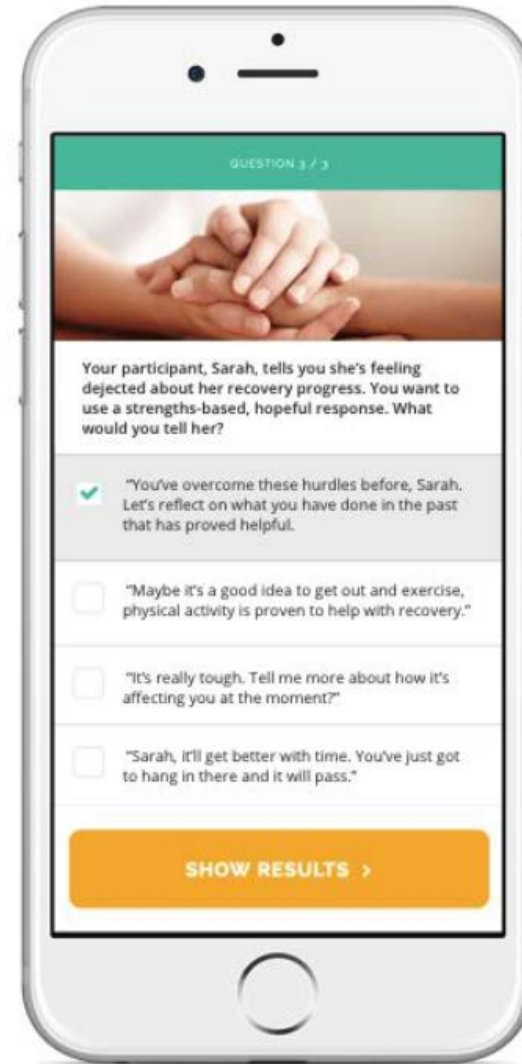 QUESTION 3 / 3
Your participant, Sarah, tells you she's feeling
dejected about her recovery progress. You want to
use a strengths-based, hopeful response. What
would you tell her?
"You've overcome these hurdles before, Sarah.
Let's reflect on what you have done in the past
that has proved helpful.
"Maybe it's a good idea to get out and exercise,
physical activity is proven to help with recovery."
"It's really tough. Tell me more about how it's
affecting you at the moment?"
"Sarah, it'll get better with time. You've just got
to hang in there and it will pass."
SHOW RESULTS >